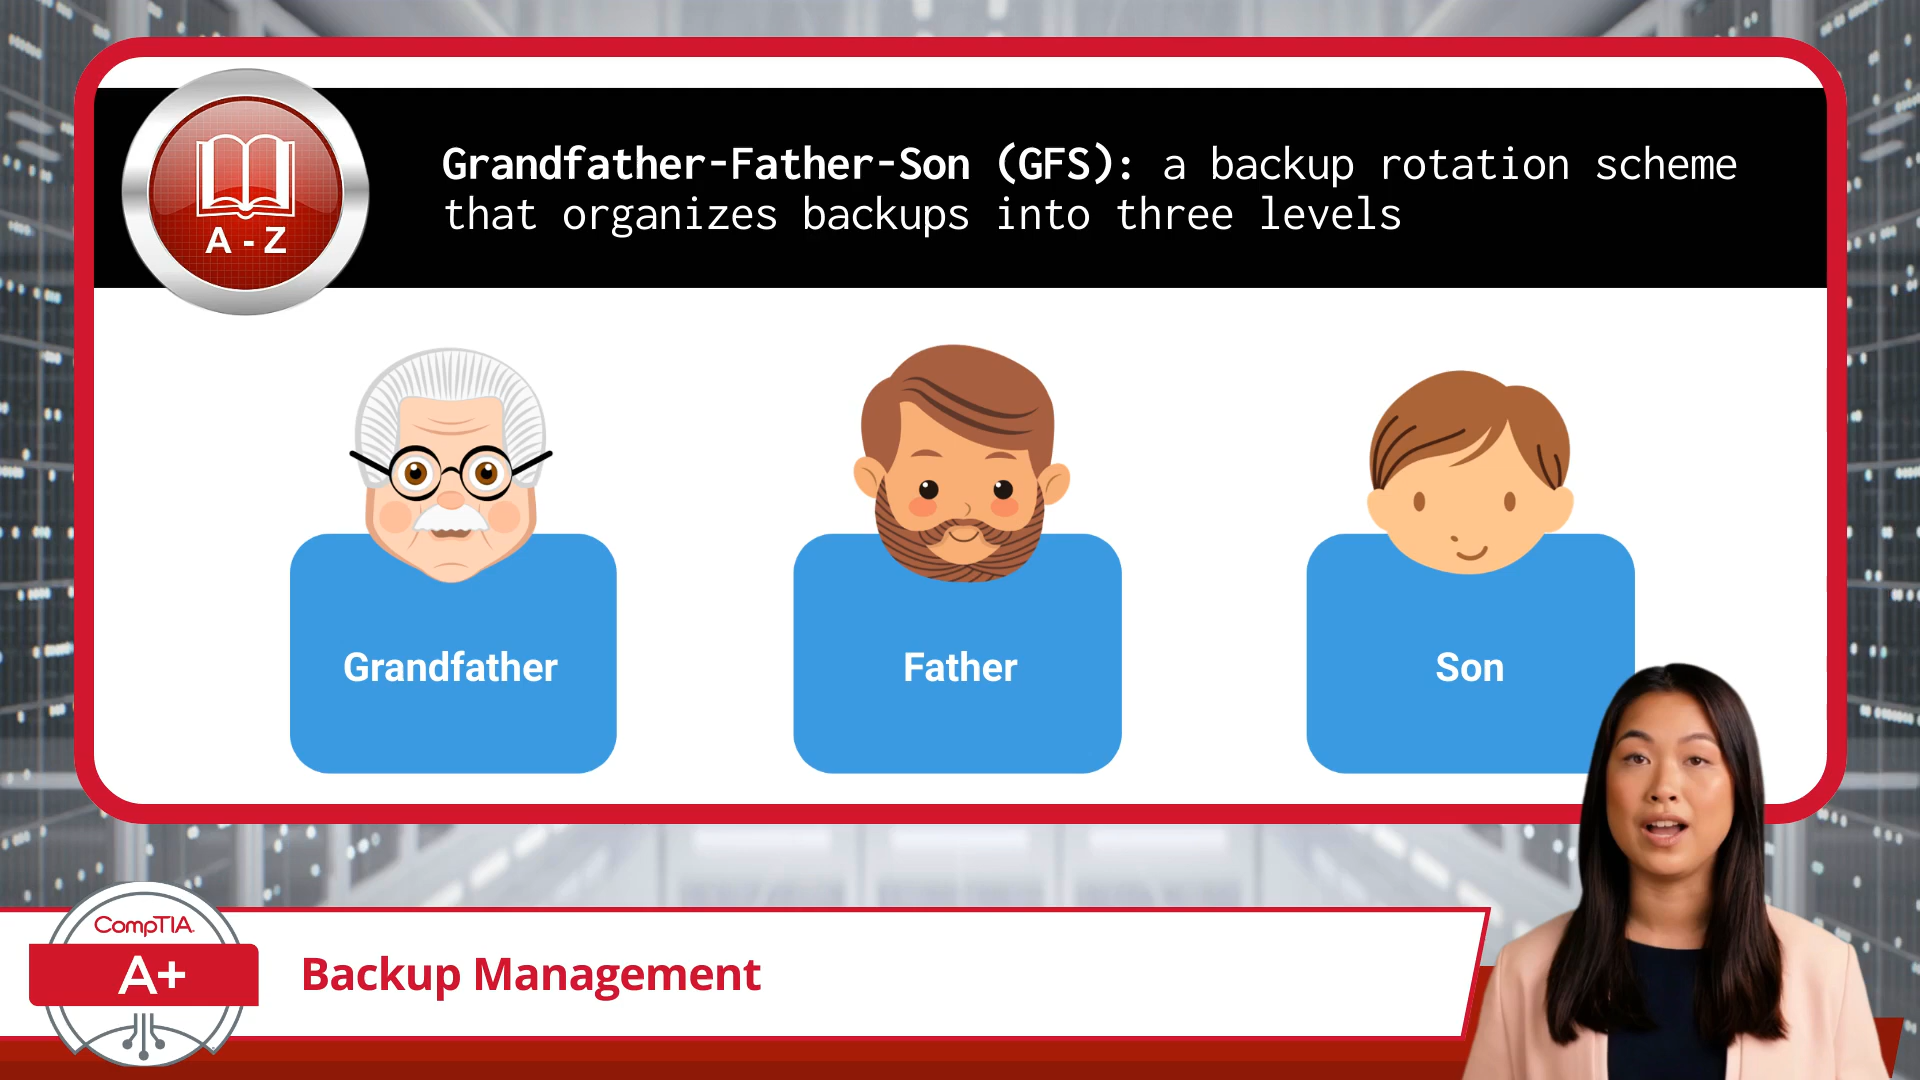 Grandfather-Father-Son (GFS): a backup rotation scheme
that organizes backups into three levels
A - Z
Grandfather
Father
Son
CompTIA.
A+
Backup Management